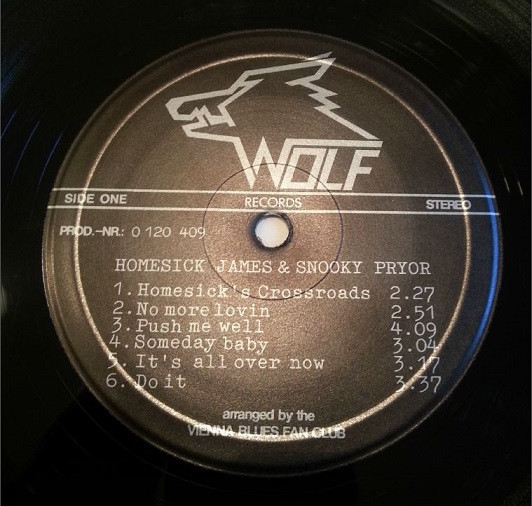 WOLF
SIDE ONE RECORDS STEREO
PROD.-NR.: 0 120 409
HOMESICK JAMES & SNOOKY PRYOR
1. Homesick's Crossroads 2.27
2. No more lovin 2.51
3. Push me well 4.09
4. Someday baby 3.04
5. It's all over now 3.17
6. Do it 3.37
arranged by the
VIENNA BLUES FAN CLUB